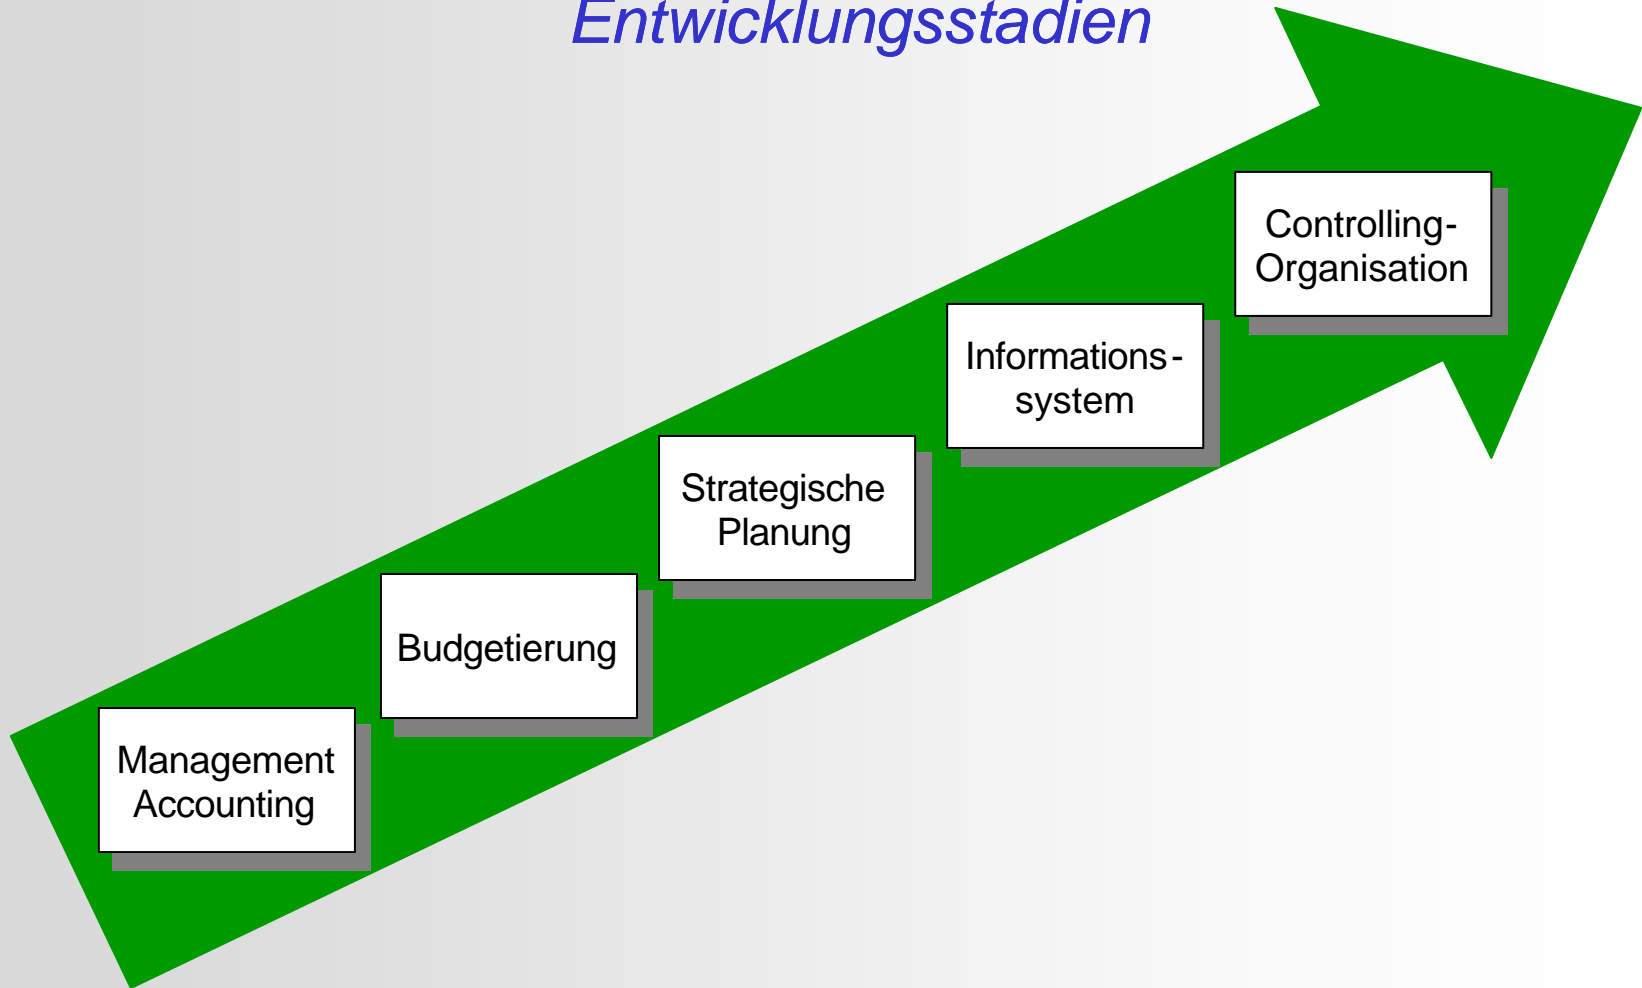 Entwicklungsstadien
Controlling-
Organisation
Informations-
system
Strategische
Planung
Budgetierung
Management
Accounting